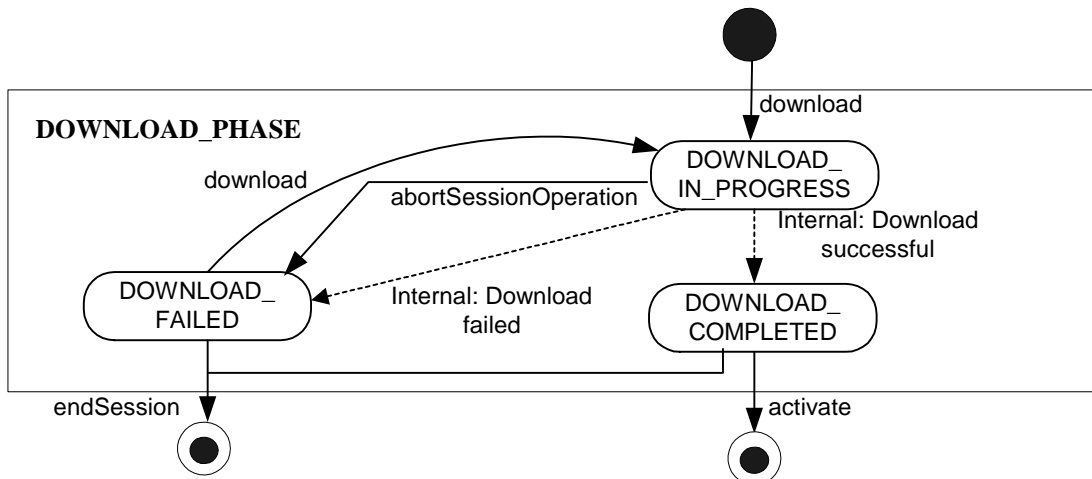 download
DOWNLOAD_PHASE
DOWNLOAD_
IN_PROGRESS
download
abortSessionOperation
Internal: Download
successful
DOWNLOAD_
FAILED
Internal: Download
failed
DOWNLOAD_
COMPLETED
endSession
activate